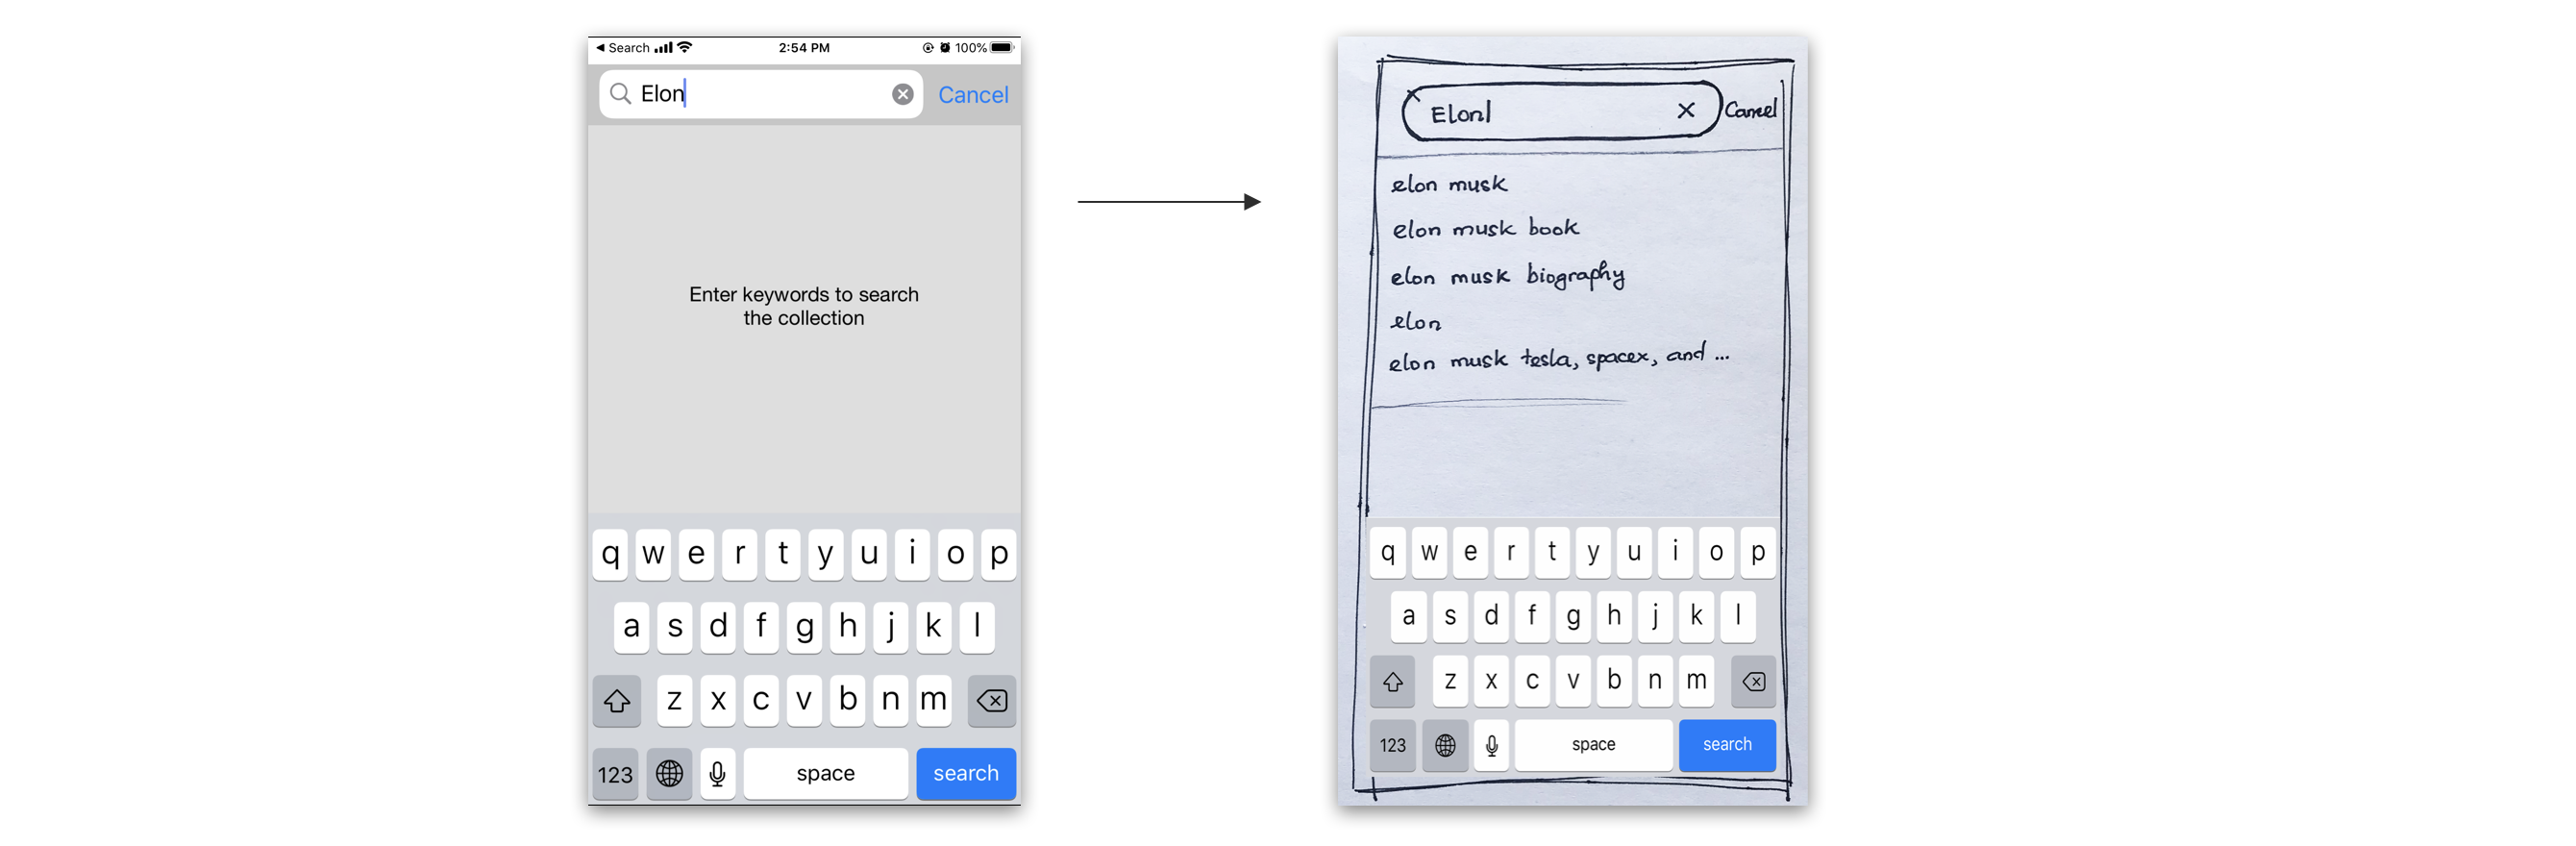 Search 2:54 PM 100%
Elon Cancel
Enter keywords to search
the collection
q w e r t y u i o p
a s d f g h j k l
z x c v b n m
123 space search
Elon X Cancel
elon musk
elon musk book
elon musk biography
elon
elon musk tesla, spacex, and ...
q w e r t y u i o p
a s d f g h j k l
z x c v b n m
123 space search